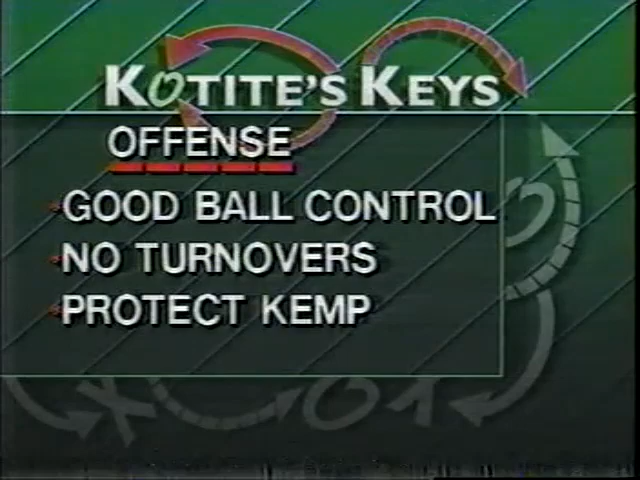 KOTITE'S KEYS
OFFENSE
GOOD BALL CONTROL
NO TURNOVERS
PROTECT KEMP